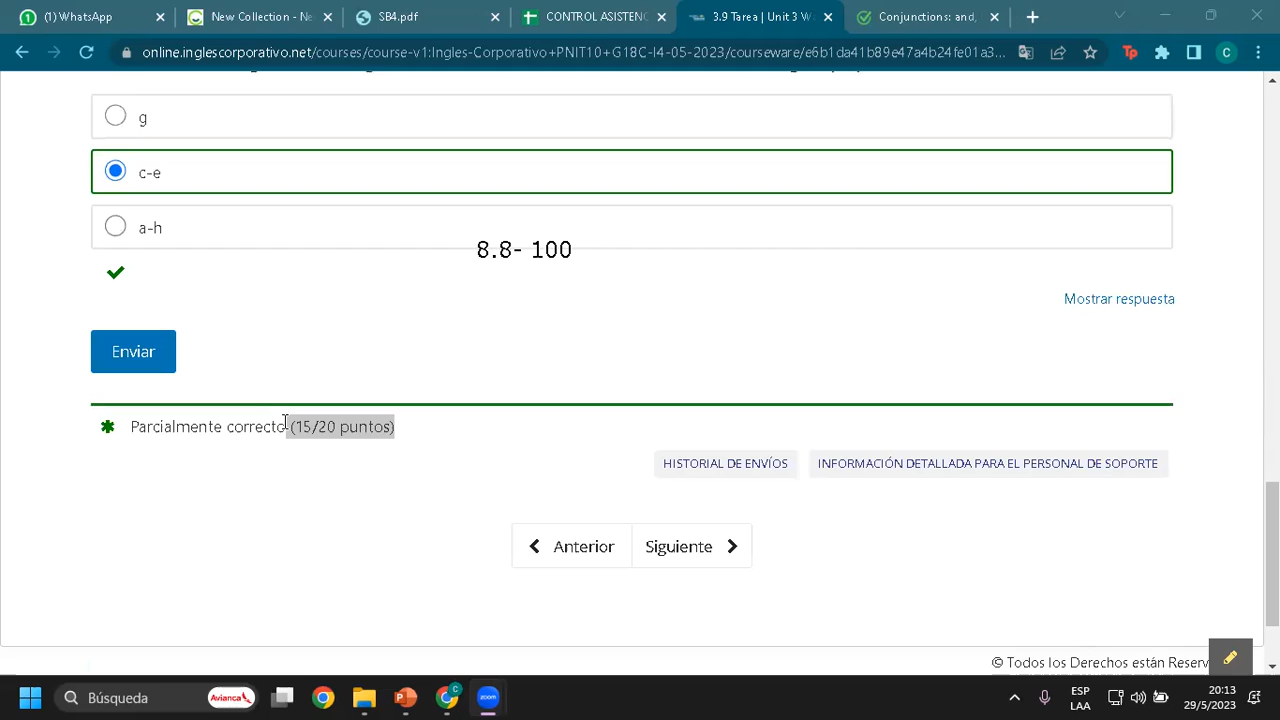 (1) WhatsApp
New Collection - Ne
SB4.pdf
CONTROL ASISTENC
3.9 Tarea | Unit 3 W
Conjunctions: and,
online.inglescorporativo.net/courses/course-v1:Ingles-Corporativo+PNIT10+G18C-I4-05-2023/courseware/e6b1da41b89e47a4b24fe01a3...
g
c-e
a-h
8.8- 100
Mostrar respuesta
Enviar
Parcialmente correcto (15/20 puntos)
HISTORIAL DE ENVÍOS
INFORMACIÓN DETALLADA PARA EL PERSONAL DE SOPORTE
Anterior
Siguiente
© Todos los Derechos están Reserv
Búsqueda
Avianca
zoom
ESP
LAA
20:13
29/5/2023